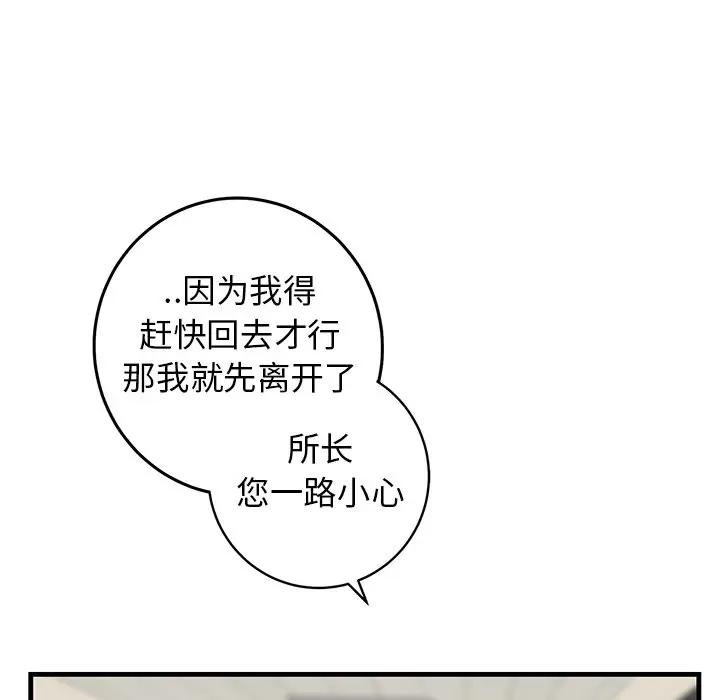 ..因为我得
赶快回去才行
那我就先离开了
所长
您一路小心